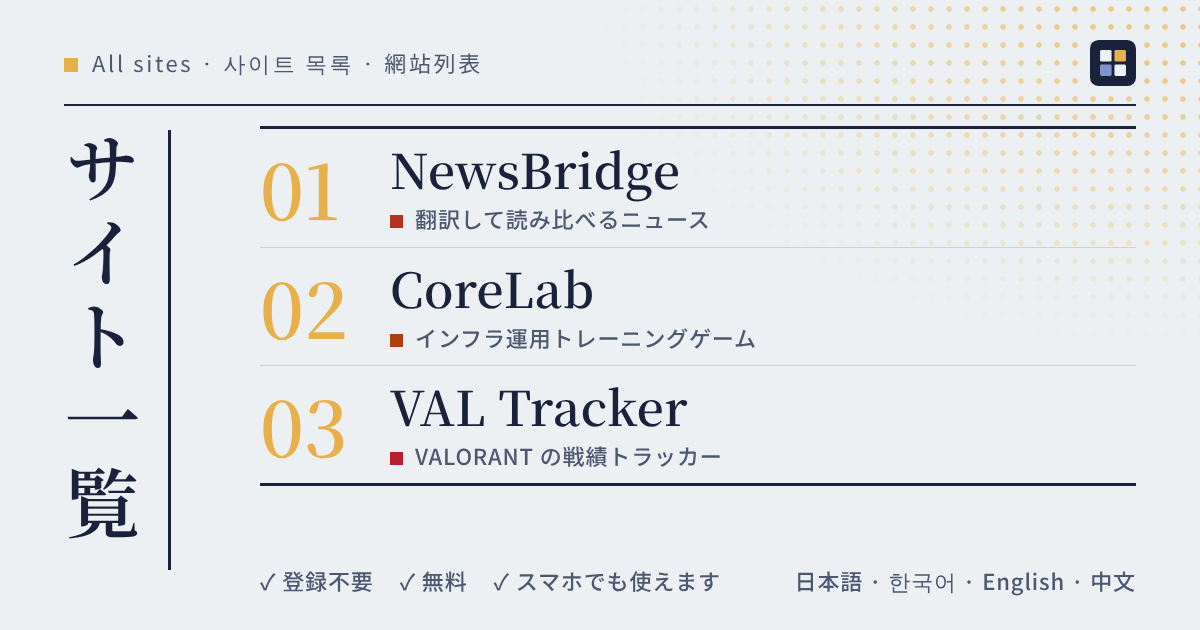 All sites · 사이트 목록 · 網站列表
サイト一覧
01 NewsBridge
翻訳して読み比べるニュース
02 CoreLab
インフラ運用トレーニングゲーム
03 VAL Tracker
VALORANT の戦績トラッカー
✓ 登録不要 ✓ 無料 ✓ スマホでも使えます
日本語 · 한국어 · English · 中文